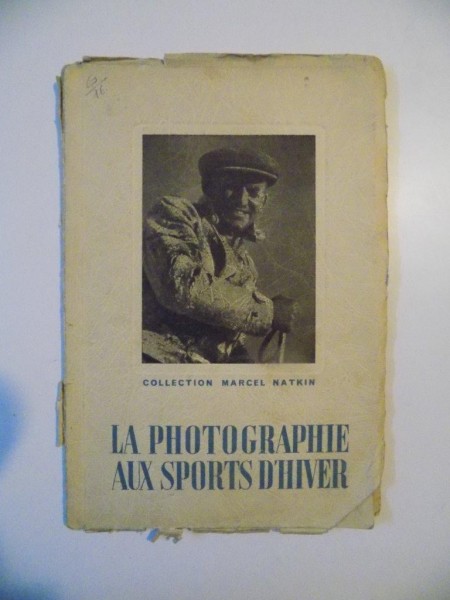 COLLECTION MARCEL NATKIN
LA PHOTOGRAPHIE
AUX SPORTS D'HIVER